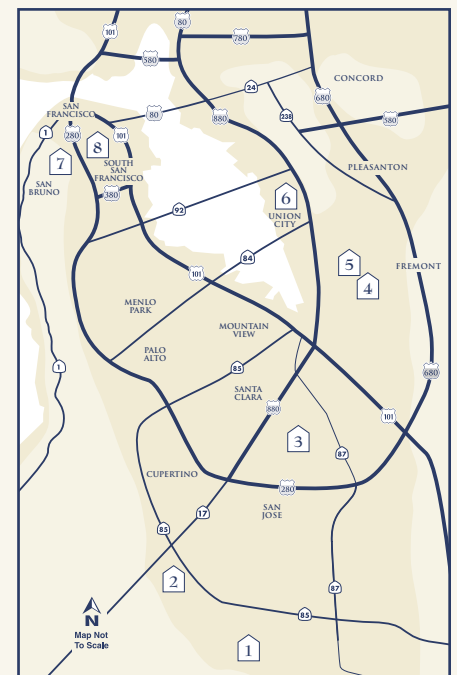 101
80
780
580
CONCORD
24
680
SAN
FRANCISCO
80
880
238
580
1
280
8
101
7
SOUTH
SAN
FRANCISCO
PLEASANTON
SAN
BRUNO
380
6
92
UNION
CITY
84
5
FREMONT
101
4
MENLO
PARK
MOUNTAIN
VIEW
PALO
ALTO
1
85
680
SANTA
CLARA
880
101
3
87
CUPERTINO
280
17
SAN
JOSE
85
2
87
N
Map Not
To Scale
85
1